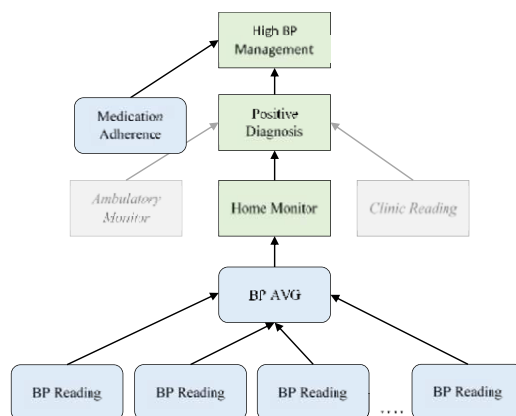 High BP
Management
Medication
Adherence
Positive
Diagnosis
Ambulatory
Monitor
Home Monitor
Clinic Reading
BP AVG
BP Reading
BP Reading
BP Reading
....
BP Reading